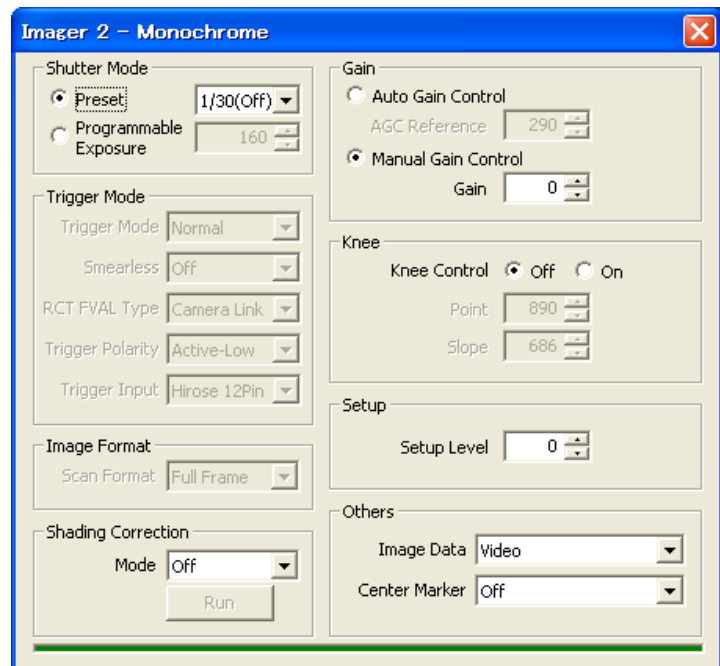 Imager 2 - Monochrome
Shutter Mode
Preset 1/30(Off)
Programmable
Exposure 160
Trigger Mode
Trigger Mode Normal
Smearless Off
RCT FVAL Type Camera Link
Trigger Polarity Active-Low
Trigger Input Hirose 12Pin
Image Format
Scan Format Full Frame
Shading Correction
Mode Off
Run
Gain
Auto Gain Control
AGC Reference 290
Manual Gain Control
Gain 0
Knee
Knee Control Off On
Point 890
Slope 686
Setup
Setup Level 0
Others
Image Data Video
Center Marker Off